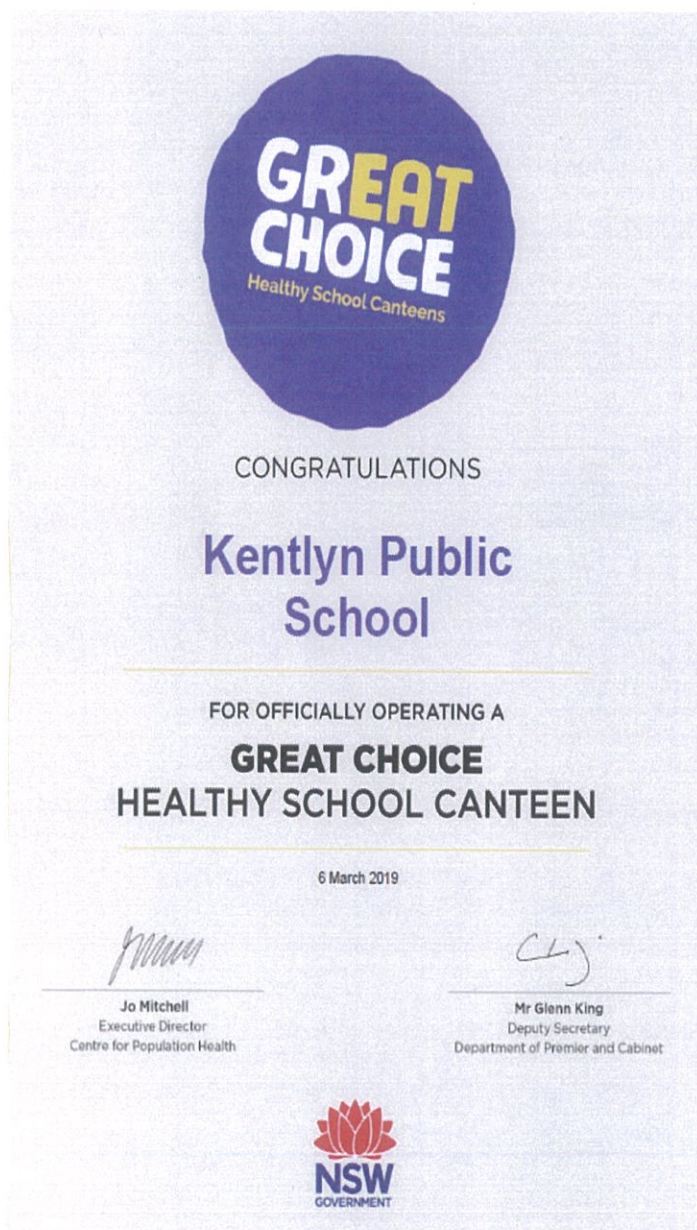 GREAT
CHOICE
Healthy School Canteens
CONGRATULATIONS
Kentlyn Public
School
FOR OFFICIALLY OPERATING A
GREAT CHOICE
HEALTHY SCHOOL CANTEEN
6 March 2019
Jo Mitchell
Executive Director
Centre for Population Health
Mr Glenn King
Deputy Secretary
Department of Premier and Cabinet
NSW
GOVERNMENT